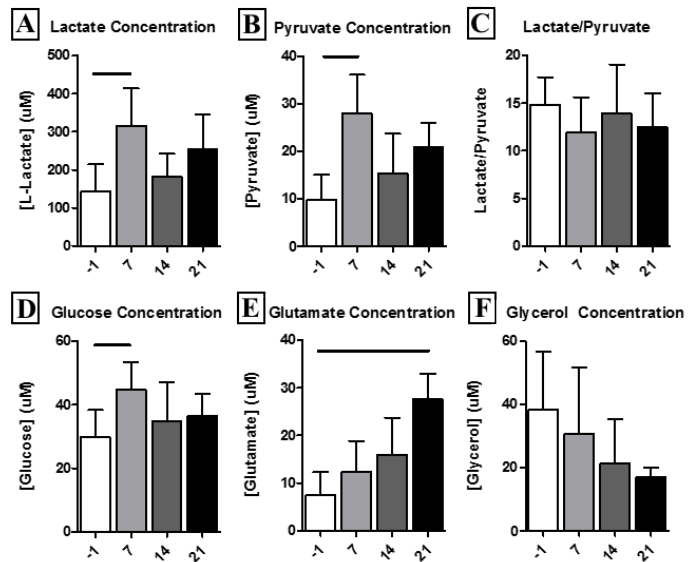 A Lactate Concentration
[L-Lactate] (uM)
500
400
300
200
100
0
-1 7 14 21
B Pyruvate Concentration
[Pyruvate] (uM)
40
30
20
10
0
-1 7 14 21
C Lactate/Pyruvate
Lactate/Pyruvate
20
15
10
5
0
-1 7 14 21
D Glucose Concentration
[Glucose] (uM)
60
40
20
0
-1 7 14 21
E Glutamate Concentration
[Glutamate] (uM)
40
30
20
10
0
-1 7 14 21
F Glycerol Concentration
[Glycerol] (uM)
60
40
20
0
-1 7 14 21